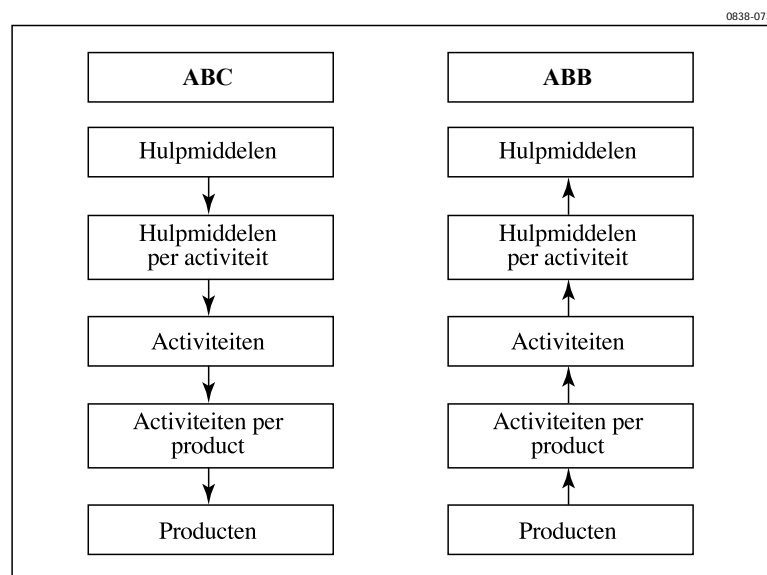 0838-07
ABC
Hulpmiddelen
Hulpmiddelen
per activiteit
Activiteiten
Activiteiten per
product
Producten
ABB
Hulpmiddelen
Hulpmiddelen
per activiteit
Activiteiten
Activiteiten per
product
Producten